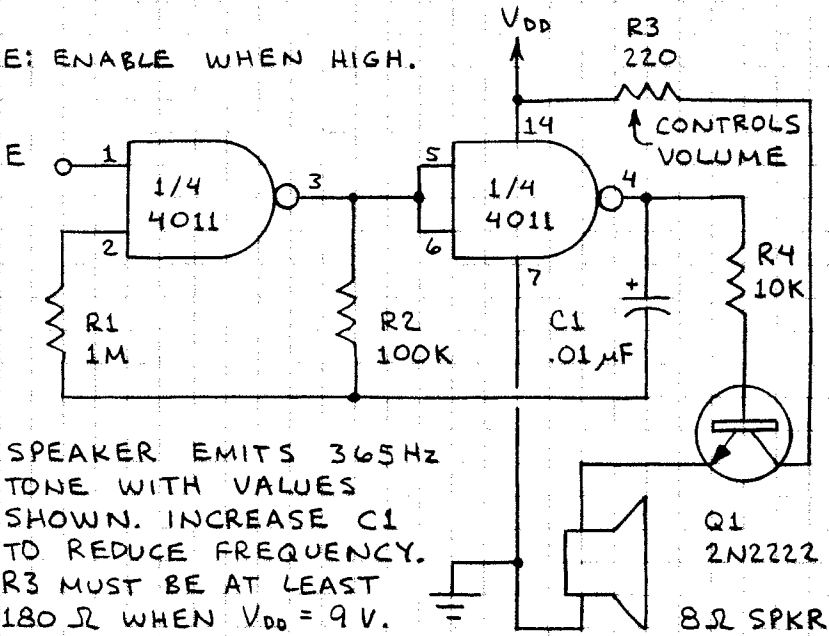 E: ENABLE WHEN HIGH.
VDD
R3
220
CONTROLS
VOLUME
14
E
1
2
1/4
4011
3
5
6
1/4
4011
4
7
R1
1M
R2
100K
C1
.01 µF
+
R4
10K
SPEAKER EMITS 365Hz
TONE WITH VALUES
SHOWN. INCREASE C1
TO REDUCE FREQUENCY.
R3 MUST BE AT LEAST
180 Ω WHEN VDD = 9 V.
Q1
2N2222
8Ω SPKR